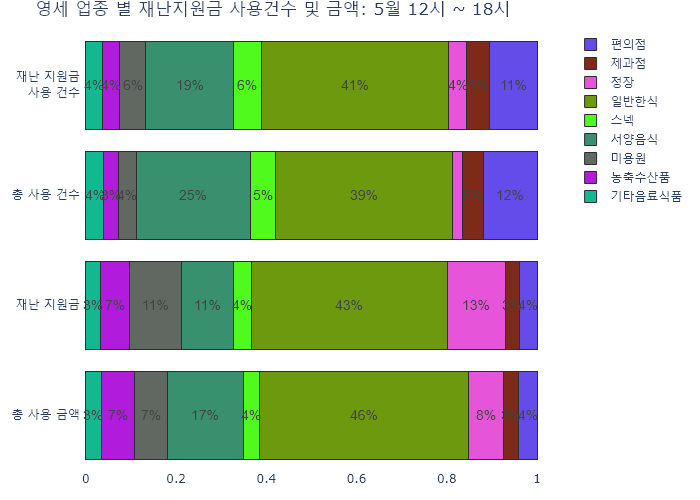 영세 업종 별 재난지원금 사용건수 및 금액: 5월 12시 ~ 18시
재난 지원금
사용 건수
4% 4% 6% 19% 6% 41% 4% 11%
총 사용 건수
4% 3% 4% 25% 5% 39% 12%
재난 지원금
3% 7% 11% 11% 4% 43% 13% 3% 4%
총 사용 금액
3% 7% 7% 17% 4% 46% 8% 3% 4%
0 0.2 0.4 0.6 0.8 1
편의점
제과점
정장
일반한식
스넥
서양음식
미용원
농축수산품
기타음료식품